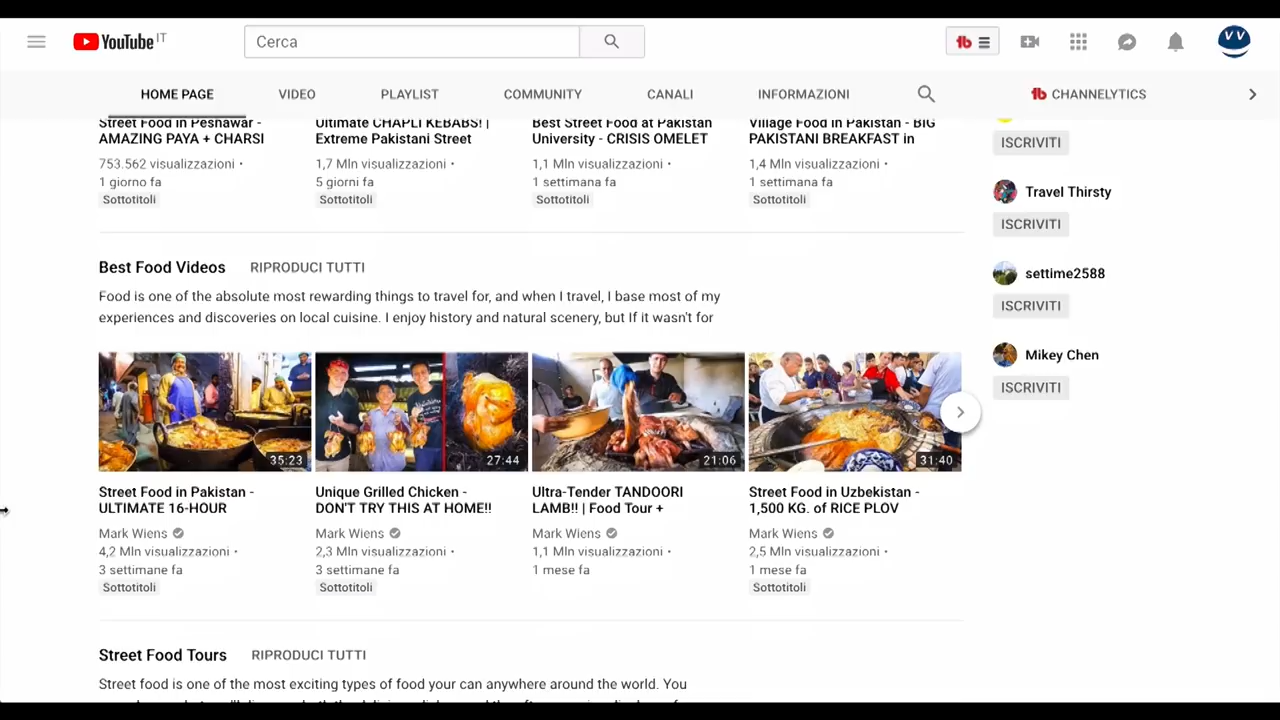 YouTube IT
Cerca
HOME PAGE
VIDEO
PLAYLIST
COMMUNITY
CANALI
INFORMAZIONI
CHANNELYTICS
Street Food in Peshawar -
AMAZING PAYA + CHARSI
753.562 visualizzazioni •
1 giorno fa
Sottotitoli
Ultimate CHAPLI KEBABS! |
Extreme Pakistani Street
1,7 Mln visualizzazioni •
5 giorni fa
Sottotitoli
Best Street Food at Pakistan
University - CRISIS OMELET
1,1 Mln visualizzazioni •
1 settimana fa
Sottotitoli
Village Food in Pakistan - BIG
PAKISTANI BREAKFAST in
1,4 Mln visualizzazioni •
1 settimana fa
Sottotitoli
ISCRIVITI
Travel Thirsty
ISCRIVITI
settime2588
ISCRIVITI
Mikey Chen
ISCRIVITI
Best Food Videos RIPRODUCI TUTTI
Food is one of the absolute most rewarding things to travel for, and when I travel, I base most of my
experiences and discoveries on local cuisine. I enjoy history and natural scenery, but If it wasn't for
35:23
Street Food in Pakistan -
ULTIMATE 16-HOUR
Mark Wiens
4,2 Mln visualizzazioni •
3 settimane fa
Sottotitoli
27:44
Unique Grilled Chicken -
DON'T TRY THIS AT HOME!!
Mark Wiens
2,3 Mln visualizzazioni •
3 settimane fa
Sottotitoli
21:06
Ultra-Tender TANDOORI
LAMB!! | Food Tour +
Mark Wiens
1,1 Mln visualizzazioni •
1 mese fa
31:40
Street Food in Uzbekistan -
1,500 KG. of RICE PLOV
Mark Wiens
2,5 Mln visualizzazioni •
1 mese fa
Sottotitoli
Street Food Tours RIPRODUCI TUTTI
Street food is one of the most exciting types of food your can anywhere around the world. You